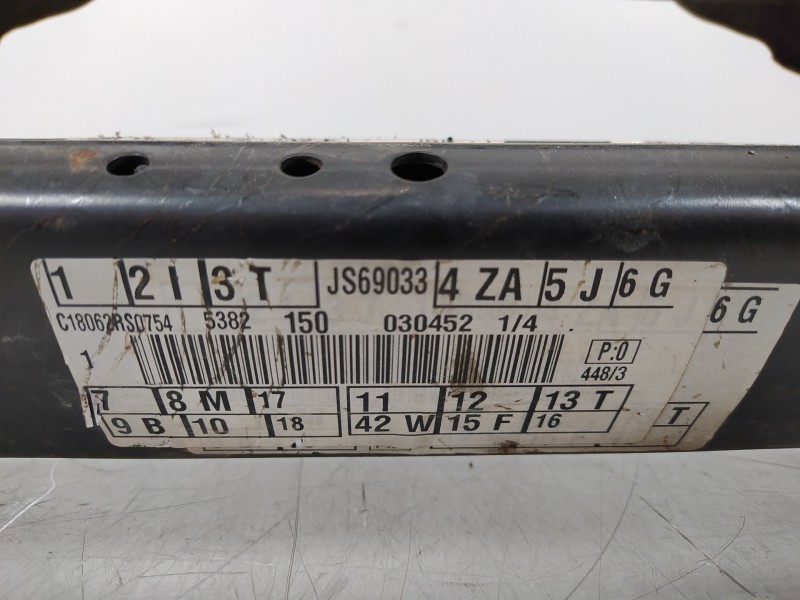 1 2 I 3 T JS69033 4 ZA 5 J 6 G
6 G
C18062RS0754 5382 150 030452 1/4
1 P:0
448/3
7 8 M 17 11 12 13 T
T
9 B 10 18 42 W 15 F 16